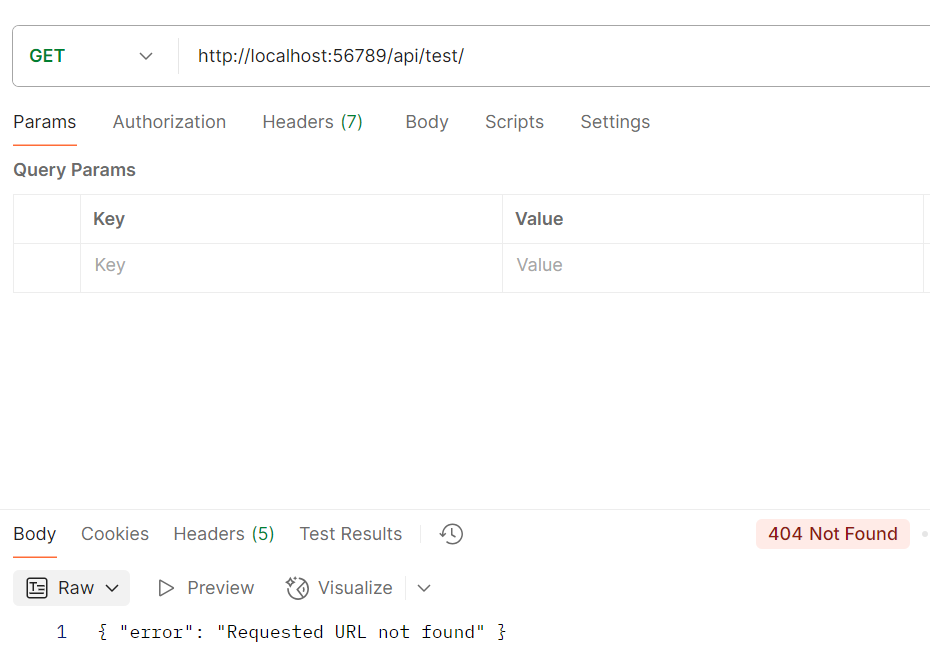 GET http://localhost:56789/api/test/
Params Authorization Headers (7) Body Scripts Settings
Query Params
Key Value
Key Value
Body Cookies Headers (5) Test Results 404 Not Found
Raw Preview Visualize
1 { "error": "Requested URL not found" }